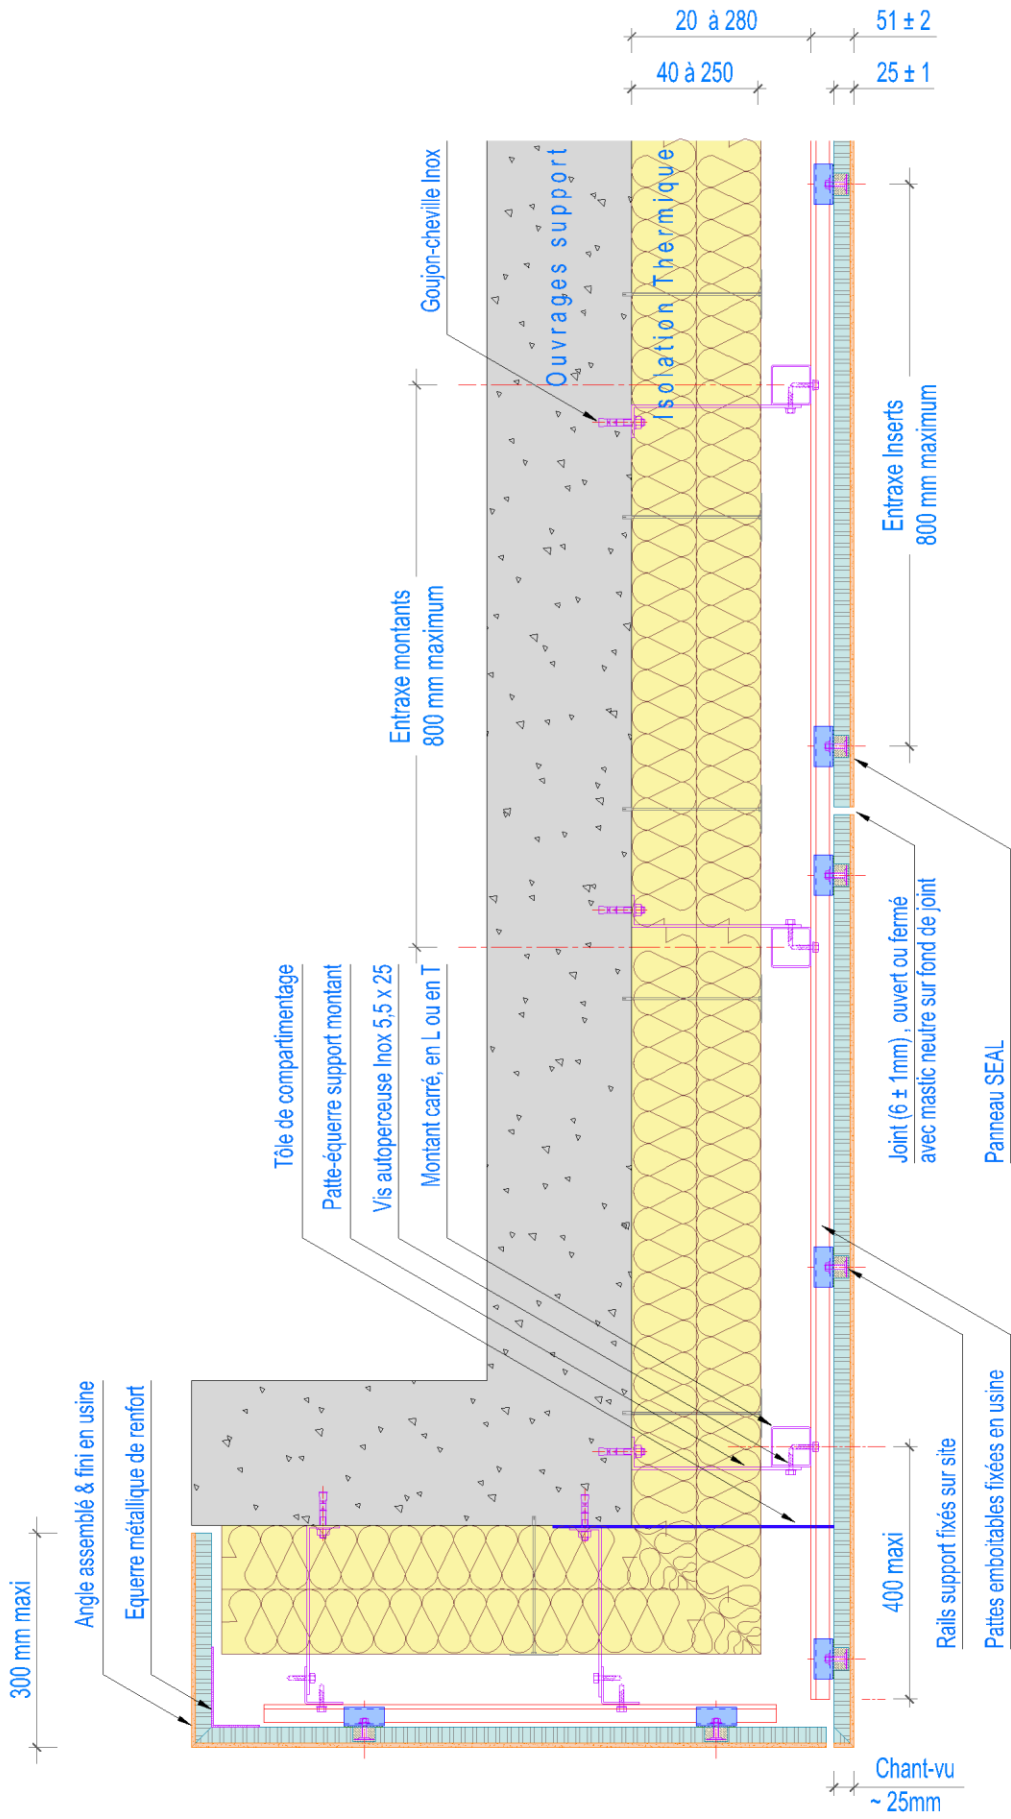 20 à 280
51 ± 2
40 à 250
25 ± 1
Goujon-cheville Inox
Ouvrages support
Isolation Thermique
Entraxe montants
800 mm maximum
Entraxe Inserts
800 mm maximum
Tôle de compartimentage
Patte-équerre support montant
Vis autoperceuse Inox 5,5 x 25
Montant carré, en L ou en T
Joint (6 ± 1mm) , ouvert ou fermé
avec mastic neutre sur fond de joint
Panneau SEAL
300 mm maxi
Angle assemblé & fini en usine
Equerre métallique de renfort
400 maxi
Rails support fixés sur site
Pattes emboitables fixées en usine
Chant-vu
~ 25mm